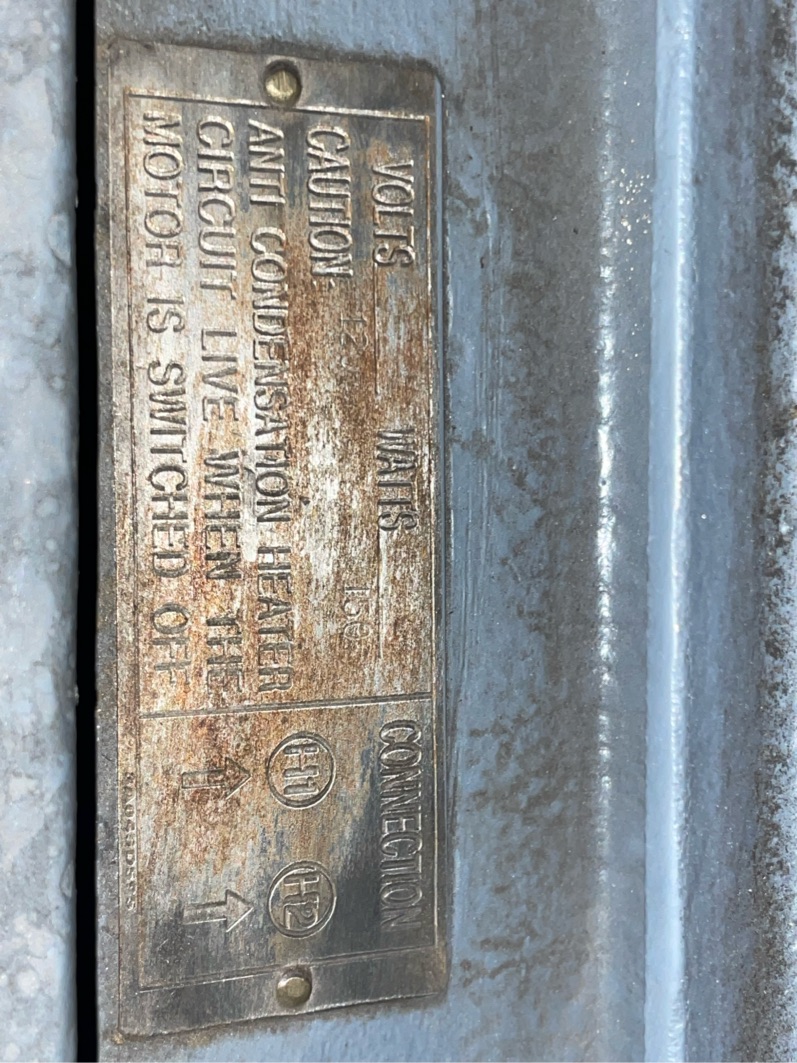 VOLTS WATTS
CAUTION
ANTI CONDENSATION HEATER
CIRCUIT LIVE WHEN THE
MOTOR IS SWITCHED OFF
CONNECTION
H1 H2